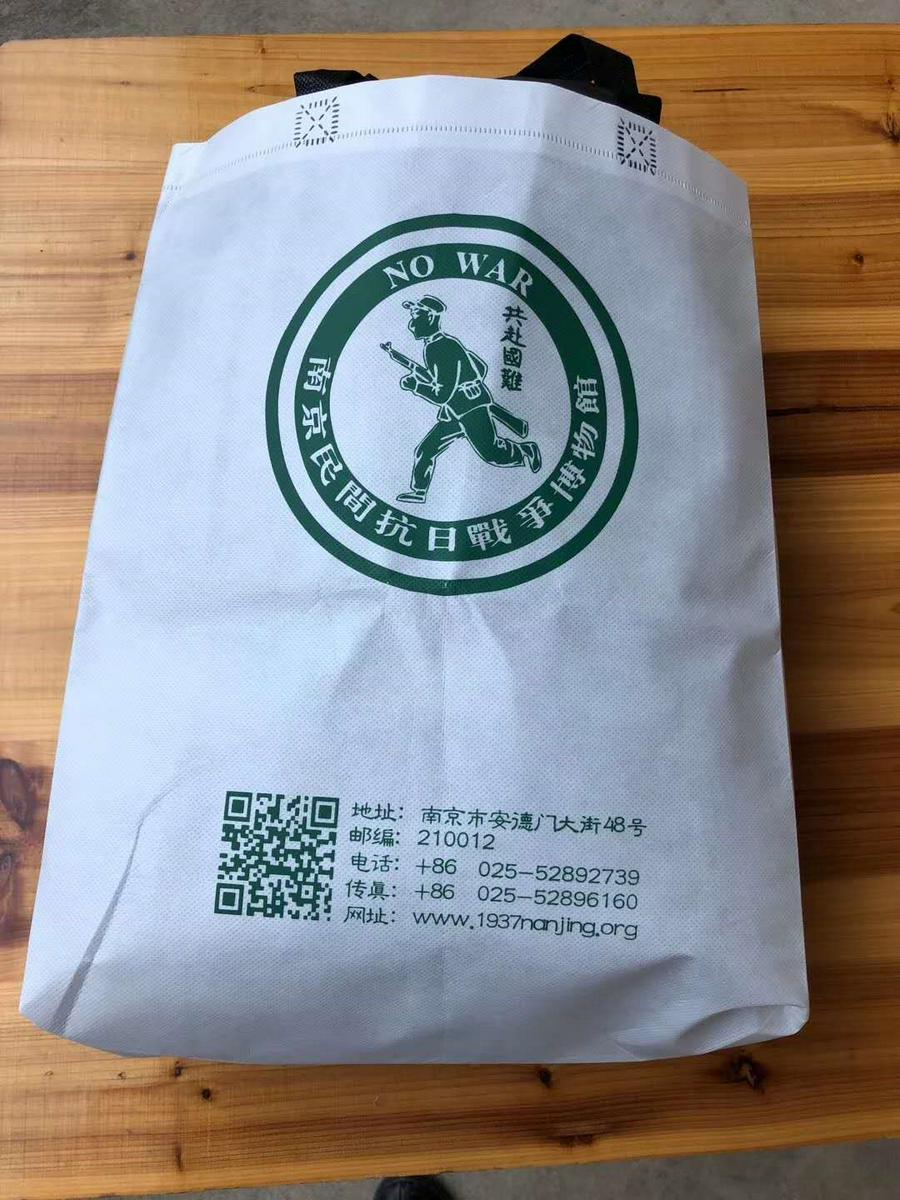 NO WAR
共赴國難
南京民間抗日戰爭博物館
地址：南京市安德门大街48号
邮编：210012
电话：+86 025-52892739
传真：+86 025-52896160
网址：www.1937nanjing.org